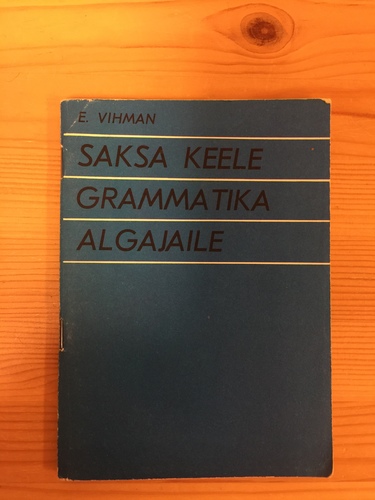 E. VIHMAN
SAKSA KEELE
GRAMMATIKA
ALGAJAILE